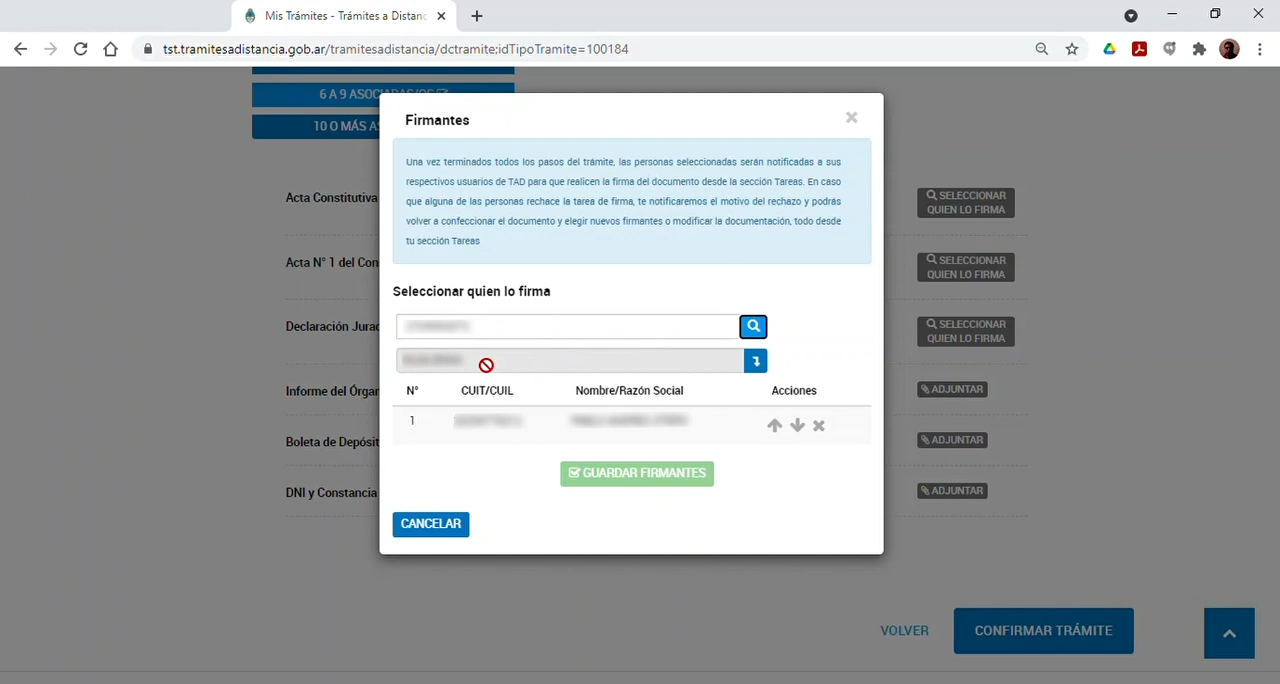 Mis Trámites - Trámites a Distanc
tst.tramitesadistancia.gob.ar/tramitesadistancia/dctramite;idTipoTramite=100184
6 A 9 ASOCIADAS/OS
10 O MÁS AS
Firmantes
Una vez terminados todos los pasos del trámite, las personas seleccionadas serán notificadas a sus
respectivos usuarios de TAD para que realicen la firma del documento desde la sección Tareas. En caso
que alguna de las personas rechace la tarea de firma, te notificaremos el motivo del rechazo y podrás
volver a confeccionar el documento y elegir nuevos firmantes o modificar la documentación, todo desde
tu sección Tareas
Acta Constitutiva
SELECCIONAR
QUIEN LO FIRMA
Acta N° 1 del Con
SELECCIONAR
QUIEN LO FIRMA
Seleccionar quien lo firma
Declaración Jurac
SELECCIONAR
QUIEN LO FIRMA
N° CUIT/CUIL Nombre/Razón Social Acciones
1
Informe del Órgan
ADJUNTAR
Boleta de Depósit
ADJUNTAR
GUARDAR FIRMANTES
DNI y Constancia
ADJUNTAR
CANCELAR
VOLVER
CONFIRMAR TRÁMITE